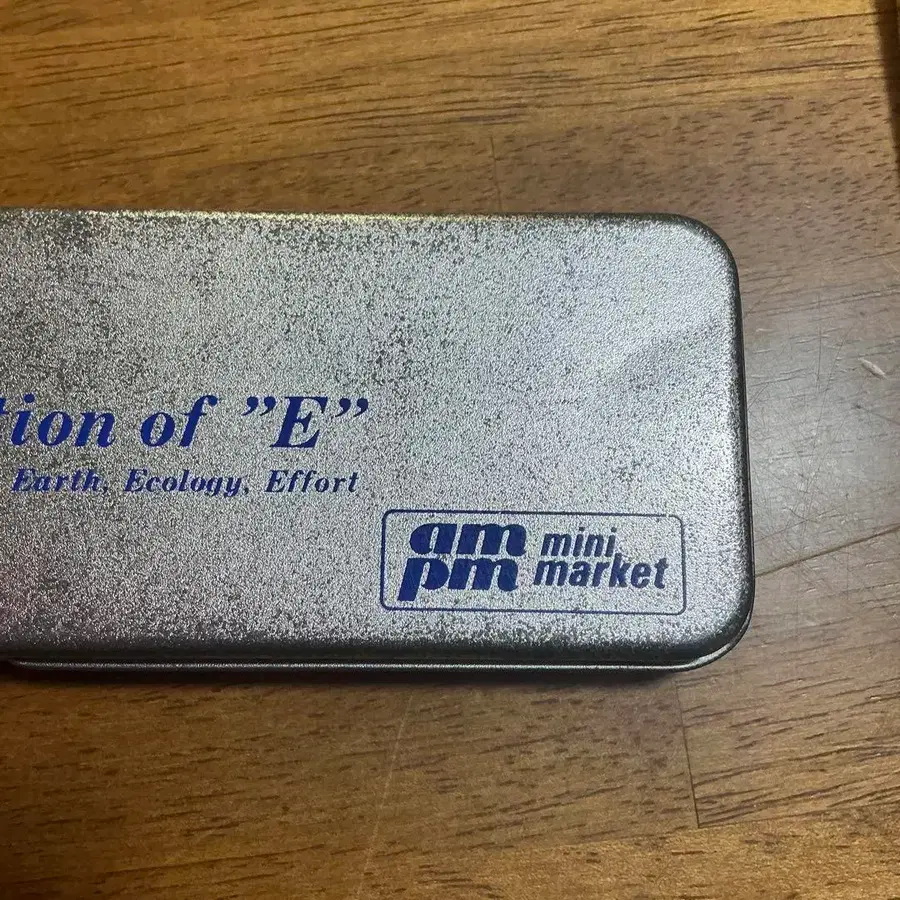 tion of ”E”
Earth, Ecology, Effort
am pm mini market